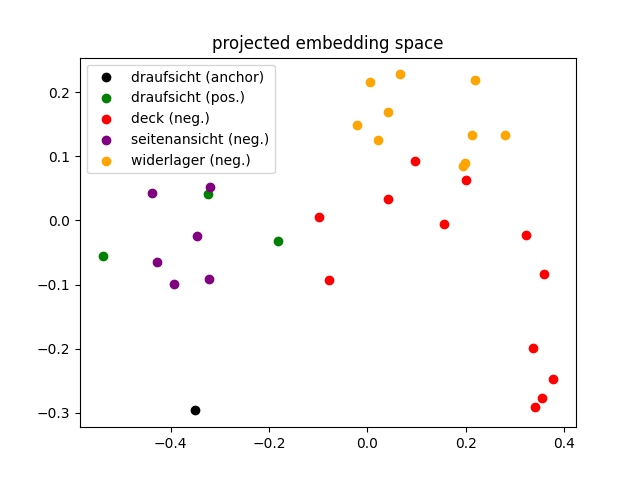 projected embedding space
draufsicht (anchor)
draufsicht (pos.)
deck (neg.)
seitenansicht (neg.)
widerlager (neg.)
0.2
0.1
0.0
−0.1
−0.2
−0.3
−0.4
−0.2
0.0
0.2
0.4